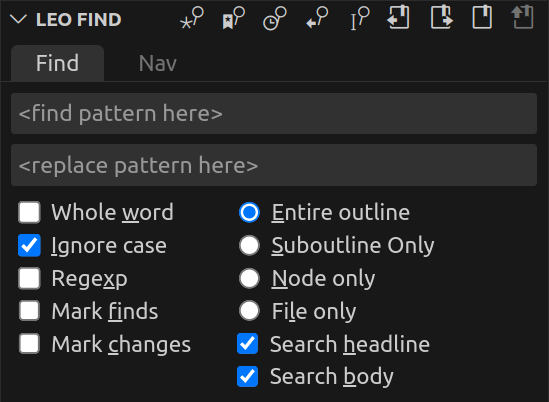 LEO FIND
Find Nav
<find pattern here>
<replace pattern here>
Whole word Entire outline
Ignore case Suboutline Only
Regexp Node only
Mark finds File only
Mark changes Search headline
Search body